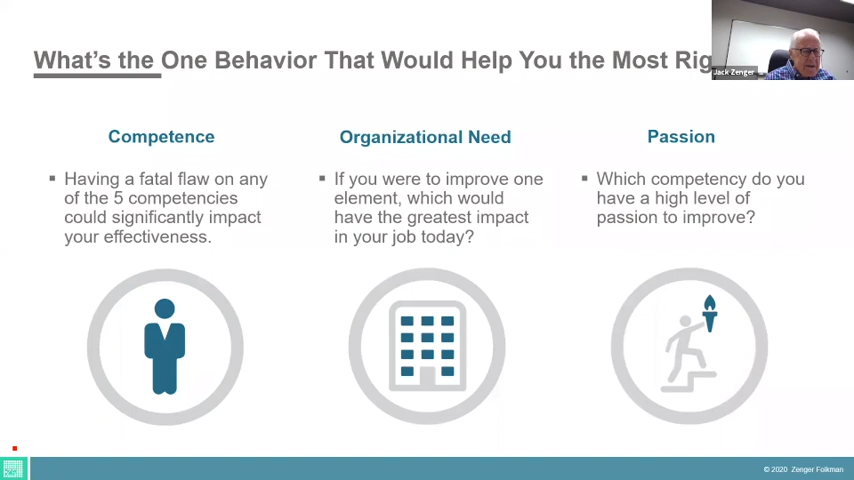 What's the One Behavior That Would Help You the Most Rig
Jack Zenger
Competence
▪ Having a fatal flaw on any
of the 5 competencies
could significantly impact
your effectiveness.
Organizational Need
▪ If you were to improve one
element, which would
have the greatest impact
in your job today?
Passion
▪ Which competency do you
have a high level of
passion to improve?
© 2020 Zenger Folkman